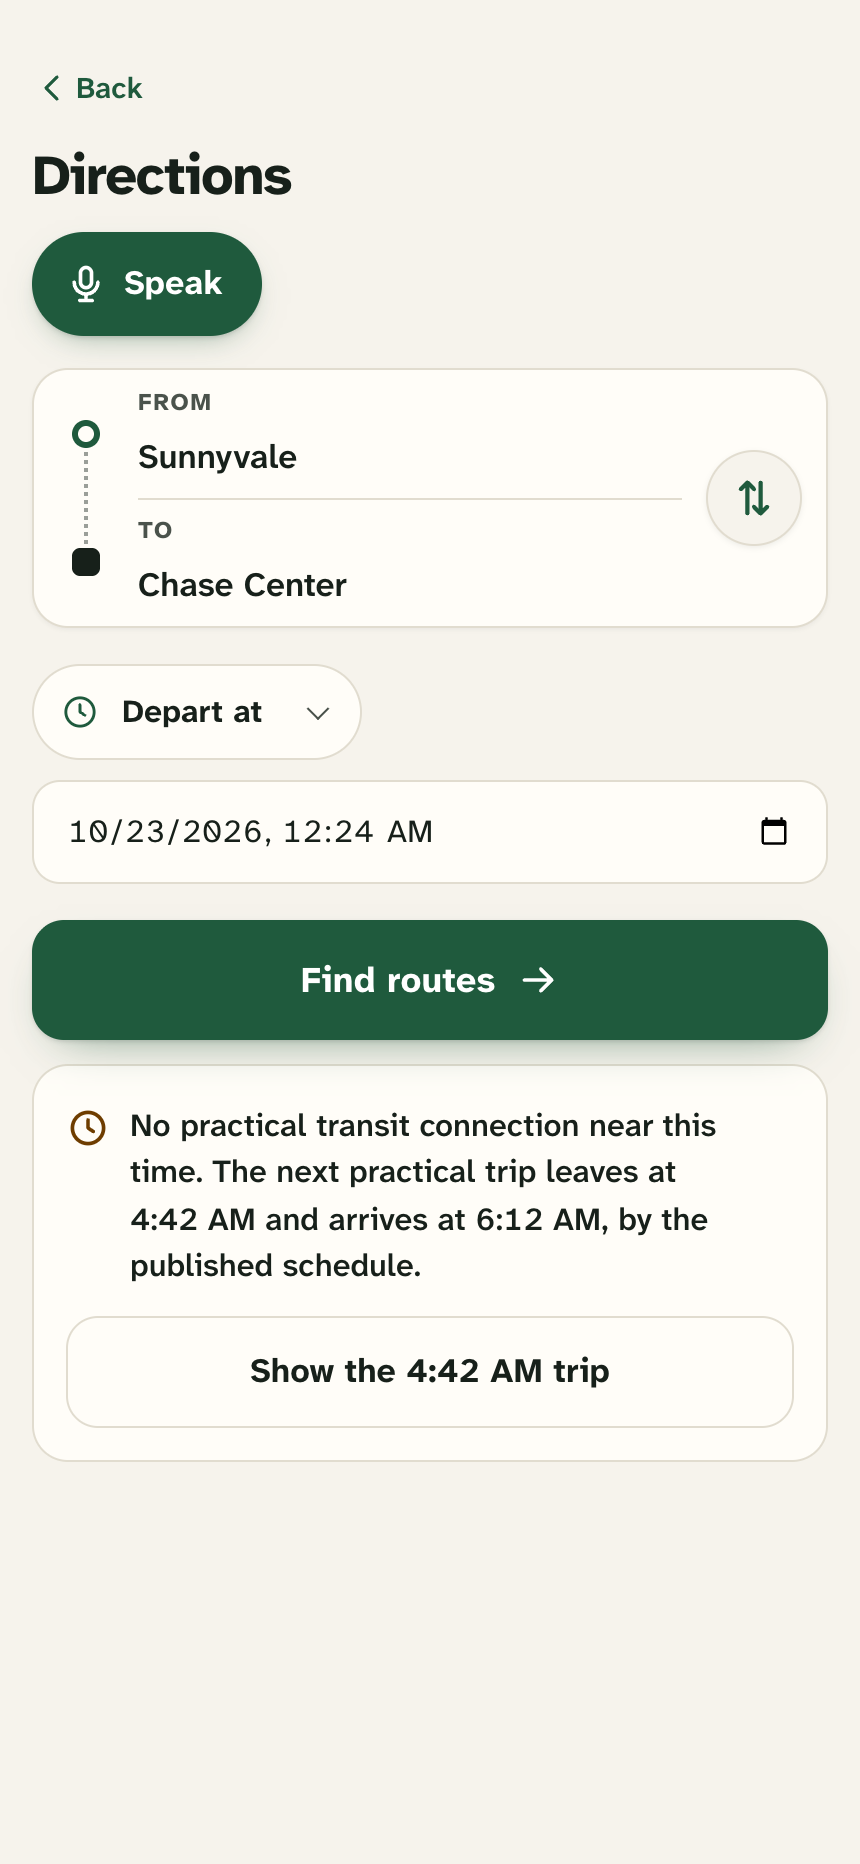 Back
Directions
Speak
FROM
Sunnyvale
TO
Chase Center
Depart at
10/23/2026, 12:24 AM
Find routes
No practical transit connection near this
time. The next practical trip leaves at
4:42 AM and arrives at 6:12 AM, by the
published schedule.
Show the 4:42 AM trip